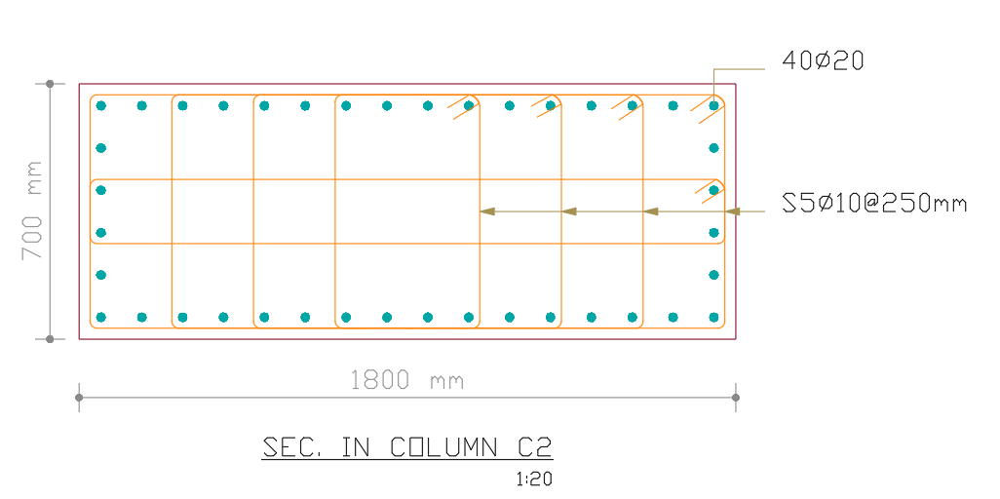 40ø20
700 mm
S5ø10@250mm
1800 mm
SEC. IN COLUMN C2
1:20